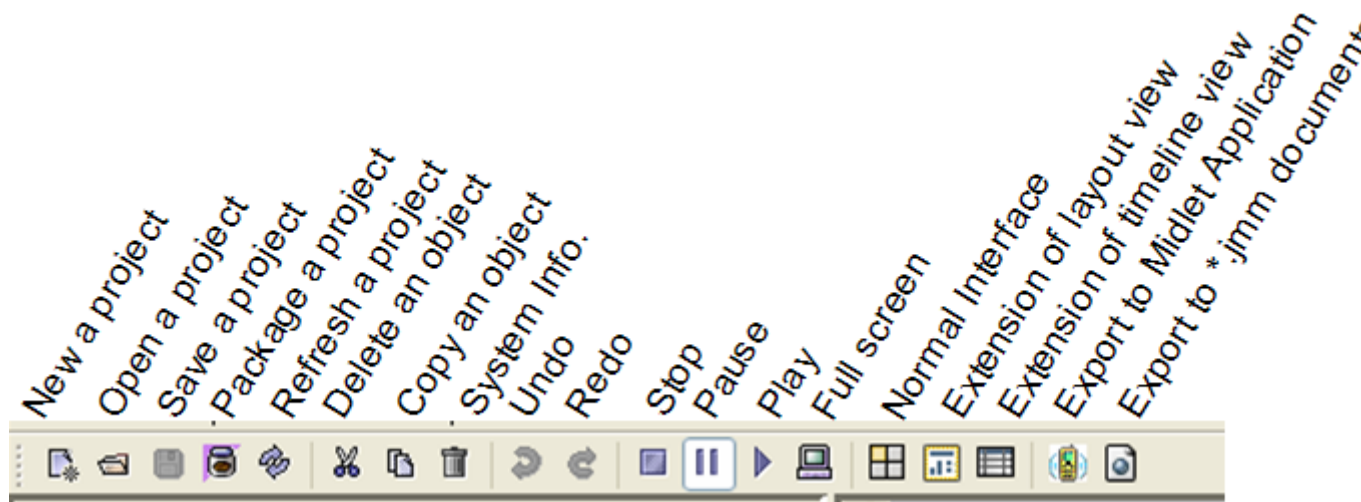 New a project
Open a project
Save a project
Package a project
Refresh a project
Delete an object
Copy an object
System Info.
Undo
Redo
Stop
Pause
Play
Full screen
Normal Interface
Extension of layout view
Extension of timeline view
Export to Midlet Application
Export to *.jmm documents